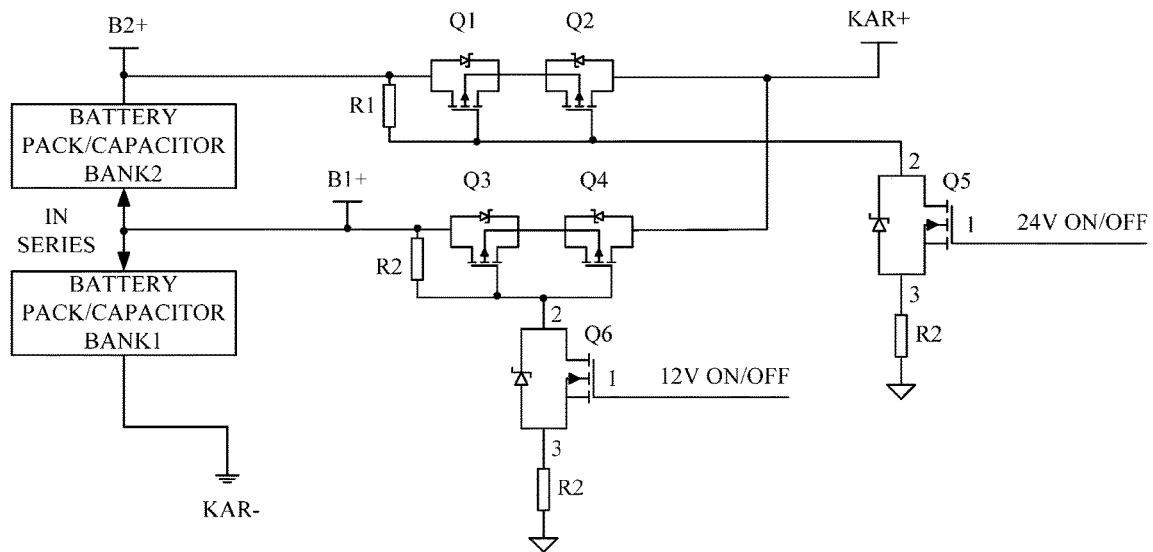 B2+
Q1
Q2
KAR+
BATTERY
PACK/CAPACITOR
BANK2
R1
B1+
Q3
Q4
2
Q5
IN
SERIES
1
24V ON/OFF
R2
BATTERY
PACK/CAPACITOR
BANK1
3
2
Q6
R2
1
12V ON/OFF
3
R2
KAR-